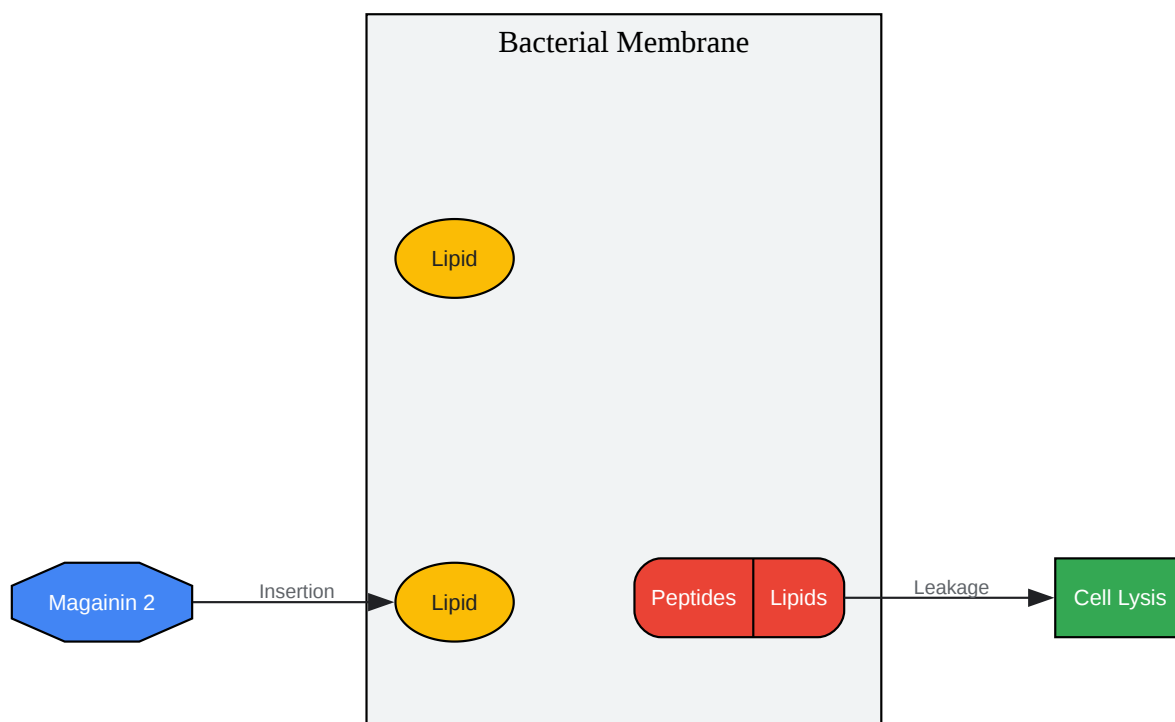 Bacterial Membrane
Lipid
Magainin 2
Insertion
Lipid
Peptides
Lipids
Leakage
Cell Lysis